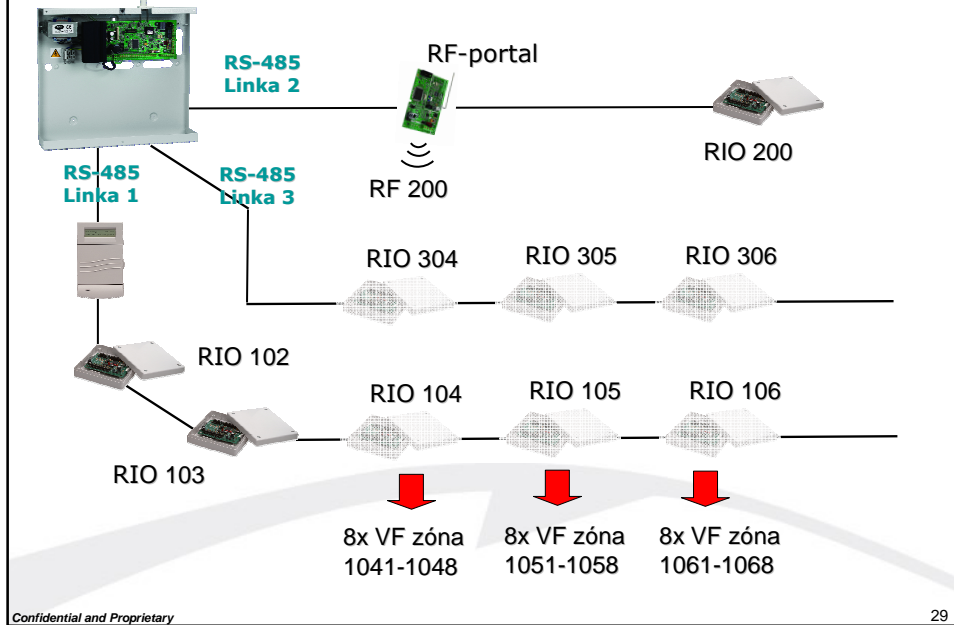 RS-485
Linka 2
RF-portal
RIO 200
RF 200
RS-485
Linka 1
RS-485
Linka 3
RIO 304
RIO 305
RIO 306
RIO 102
RIO 104
RIO 105
RIO 106
RIO 103
8x VF zóna
1041-1048
8x VF zóna
1051-1058
8x VF zóna
1061-1068
Confidential and Proprietary
29